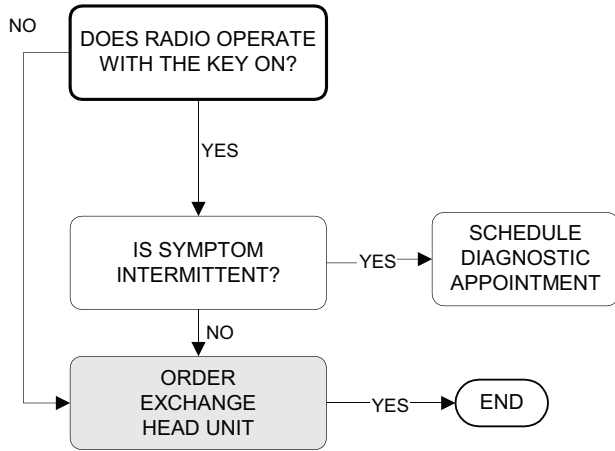 NO
DOES RADIO OPERATE
WITH THE KEY ON?
YES
IS SYMPTOM
INTERMITTENT?
YES
SCHEDULE
DIAGNOSTIC
APPOINTMENT
NO
ORDER
EXCHANGE
HEAD UNIT
YES
END